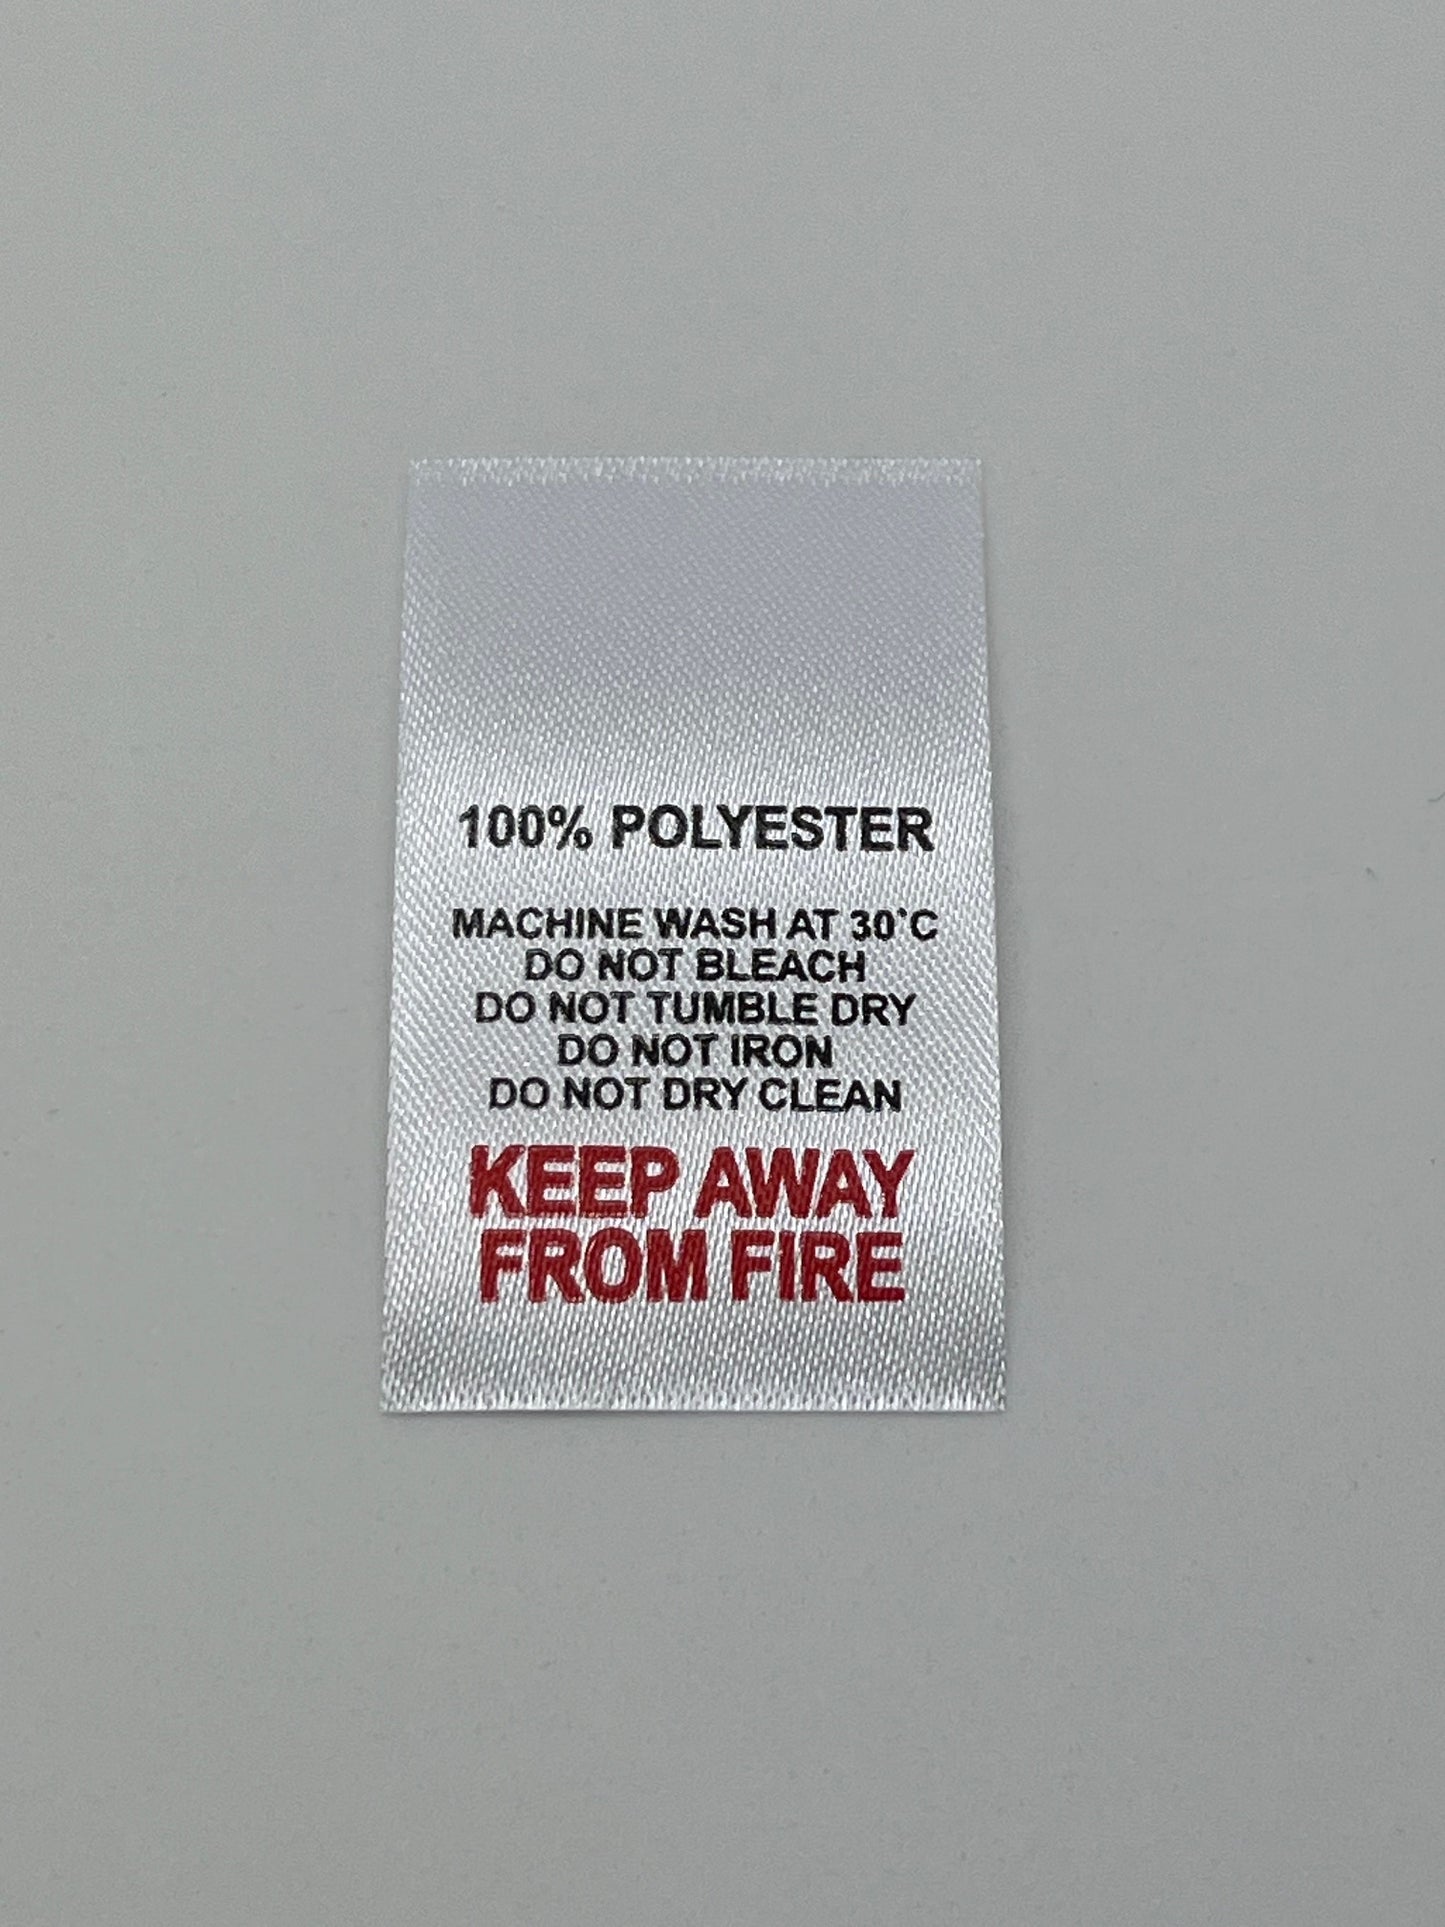 100% POLYESTER
MACHINE WASH AT 30°C
DO NOT BLEACH
DO NOT TUMBLE DRY
DO NOT IRON
DO NOT DRY CLEAN
KEEP AWAY
FROM FIRE